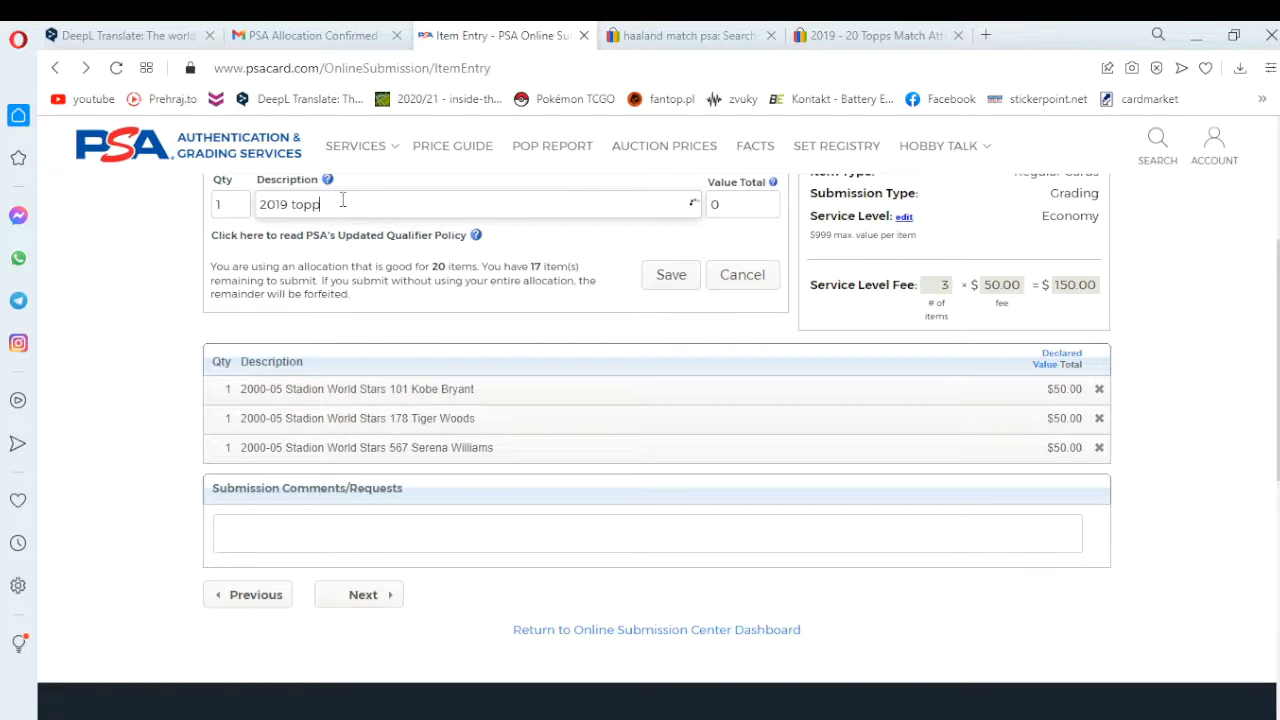 DeepL Translate: The world
PSA Allocation Confirmed
PSA Item Entry - PSA Online Su
haaland match psa: Search
2019 - 20 Topps Match Att
www.psacard.com/OnlineSubmission/ItemEntry
youtube
Prehraj.to
DeepL Translate: Th...
2020/21 - inside-th...
Pokémon TCGO
fantop.pl
zvuky
BE Kontakt - Battery E...
Facebook
stickerpoint.net
cardmarket
PSA AUTHENTICATION &
GRADING SERVICES
SERVICES
PRICE GUIDE
POP REPORT
AUCTION PRICES
FACTS
SET REGISTRY
HOBBY TALK
SEARCH
ACCOUNT
Qty Description ? Value Total ?
1 2019 topp 0
Click here to read PSA's Updated Qualifier Policy ?
You are using an allocation that is good for 20 items. You have 17 item(s)
remaining to submit. If you submit without using your entire allocation, the
remainder will be forfeited.
Save
Cancel
Item Type: Regular Cards
Submission Type: Grading
Service Level: edit Economy
$999 max. value per item
Service Level Fee: 3 × $ 50.00 = $ 150.00
# of
items
fee
Qty Description Declared
Value Total
1 2000-05 Stadion World Stars 101 Kobe Bryant $50.00
1 2000-05 Stadion World Stars 178 Tiger Woods $50.00
1 2000-05 Stadion World Stars 567 Serena Williams $50.00
Submission Comments/Requests
Previous
Next
Return to Online Submission Center Dashboard